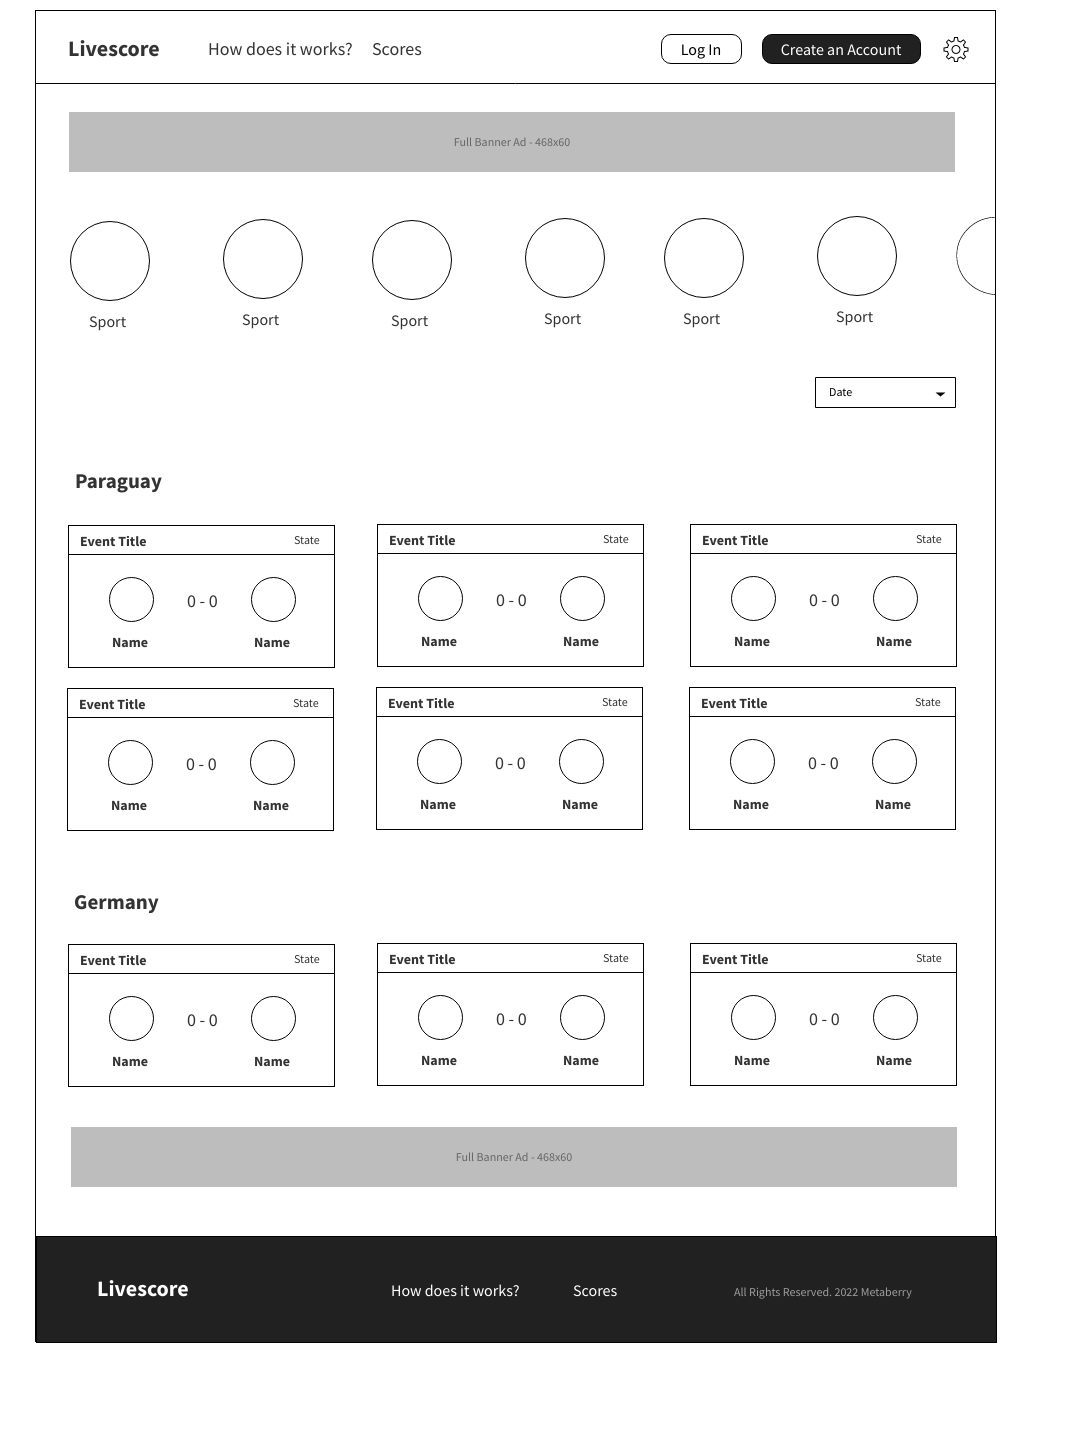 Livescore How does it works? Scores Log In Create an Account
Full Banner Ad - 468x60
Sport Sport Sport Sport Sport Sport
Date
Paraguay
Event Title State Event Title State Event Title State
0 - 0 0 - 0 0 - 0
Name Name Name Name Name Name
Event Title State Event Title State Event Title State
0 - 0 0 - 0 0 - 0
Name Name Name Name Name Name
Germany
Event Title State Event Title State Event Title State
0 - 0 0 - 0 0 - 0
Name Name Name Name Name Name
Full Banner Ad - 468x60
Livescore How does it works? Scores All Rights Reserved. 2022 Metaberry